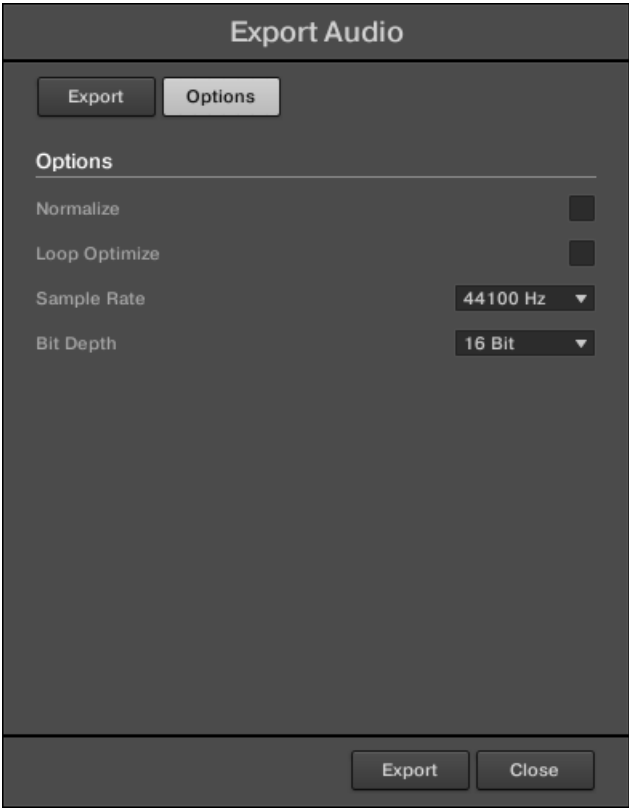 Export Audio
Export Options
Options
Normalize
Loop Optimize
Sample Rate 44100 Hz
Bit Depth 16 Bit
Export Close